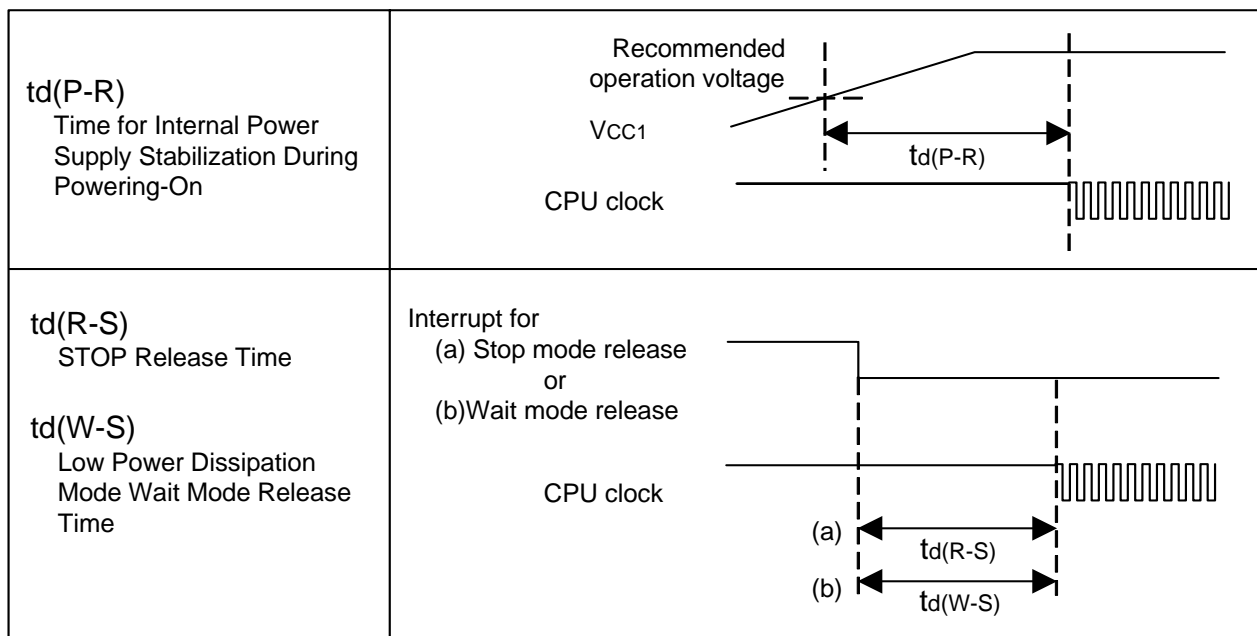 td(P-R)
Time for Internal Power
Supply Stabilization During
Powering-On
Recommended
operation voltage
VCC1
td(P-R)
CPU clock
td(R-S)
STOP Release Time
td(W-S)
Low Power Dissipation
Mode Wait Mode Release
Time
Interrupt for
(a) Stop mode release
or
(b)Wait mode release
CPU clock
(a)
td(R-S)
(b)
td(W-S)